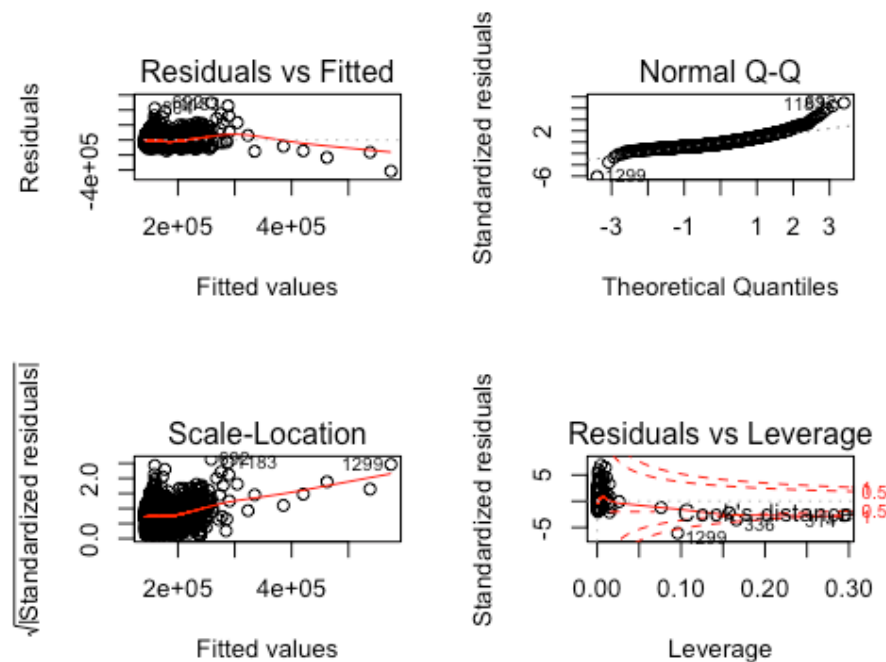 Residuals vs Fitted
Residuals
-4e+05
2e+05 4e+05
Fitted values
Normal Q-Q
Standardized residuals
2
-6
1299
-3 -1 1 2 3
Theoretical Quantiles
Scale-Location
√|Standardized residuals|
2.0
0.0
1299
2e+05 4e+05
Fitted values
Residuals vs Leverage
Standardized residuals
5
-5
1
0.5
0.5
1
Cook's distance
336
1299
0.00 0.10 0.20 0.30
Leverage